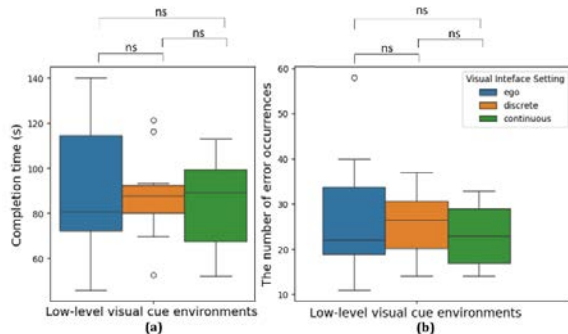 ns
ns
ns
ns
ns
ns
140
120
100
80
60
Completion time (s)
Low-level visual cue environments
(a)
60
50
40
30
20
10
The number of error occurrences
Visual Inteface Setting
ego
discrete
continuous
Low-level visual cue environments
(b)